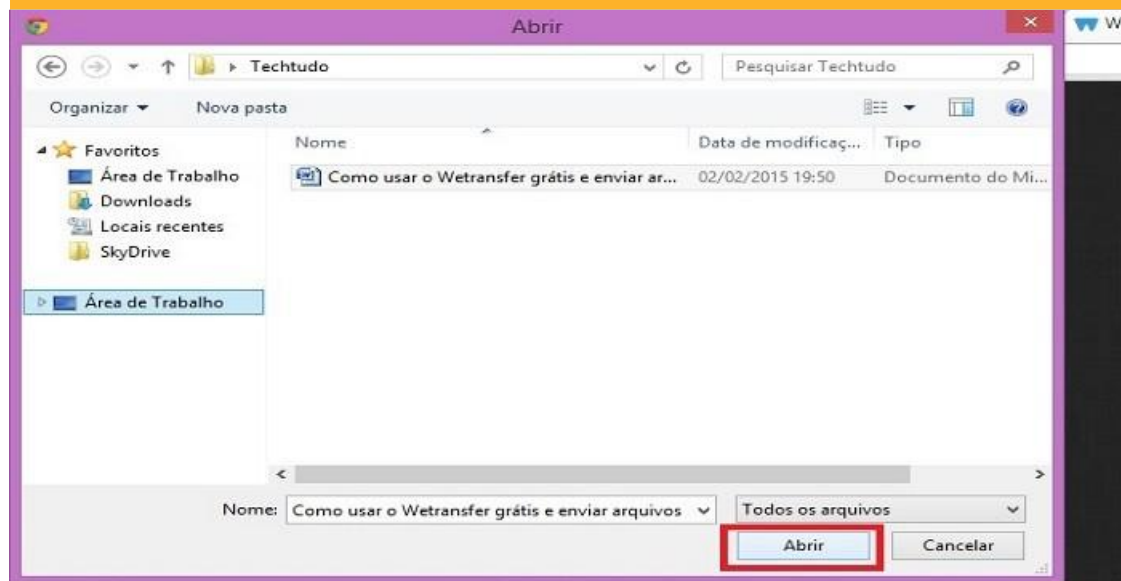 Abrir
W
Techtudo
Pesquisar Techtudo
Organizar
Nova pasta
Nome
Data de modificaç...
Tipo
Favoritos
Área de Trabalho
Downloads
Locais recentes
SkyDrive
Área de Trabalho
Como usar o Wetransfer grátis e enviar ar...
02/02/2015 19:50
Documento do Mi...
Nome:
Como usar o Wetransfer grátis e enviar arquivos
Todos os arquivos
Abrir
Cancelar